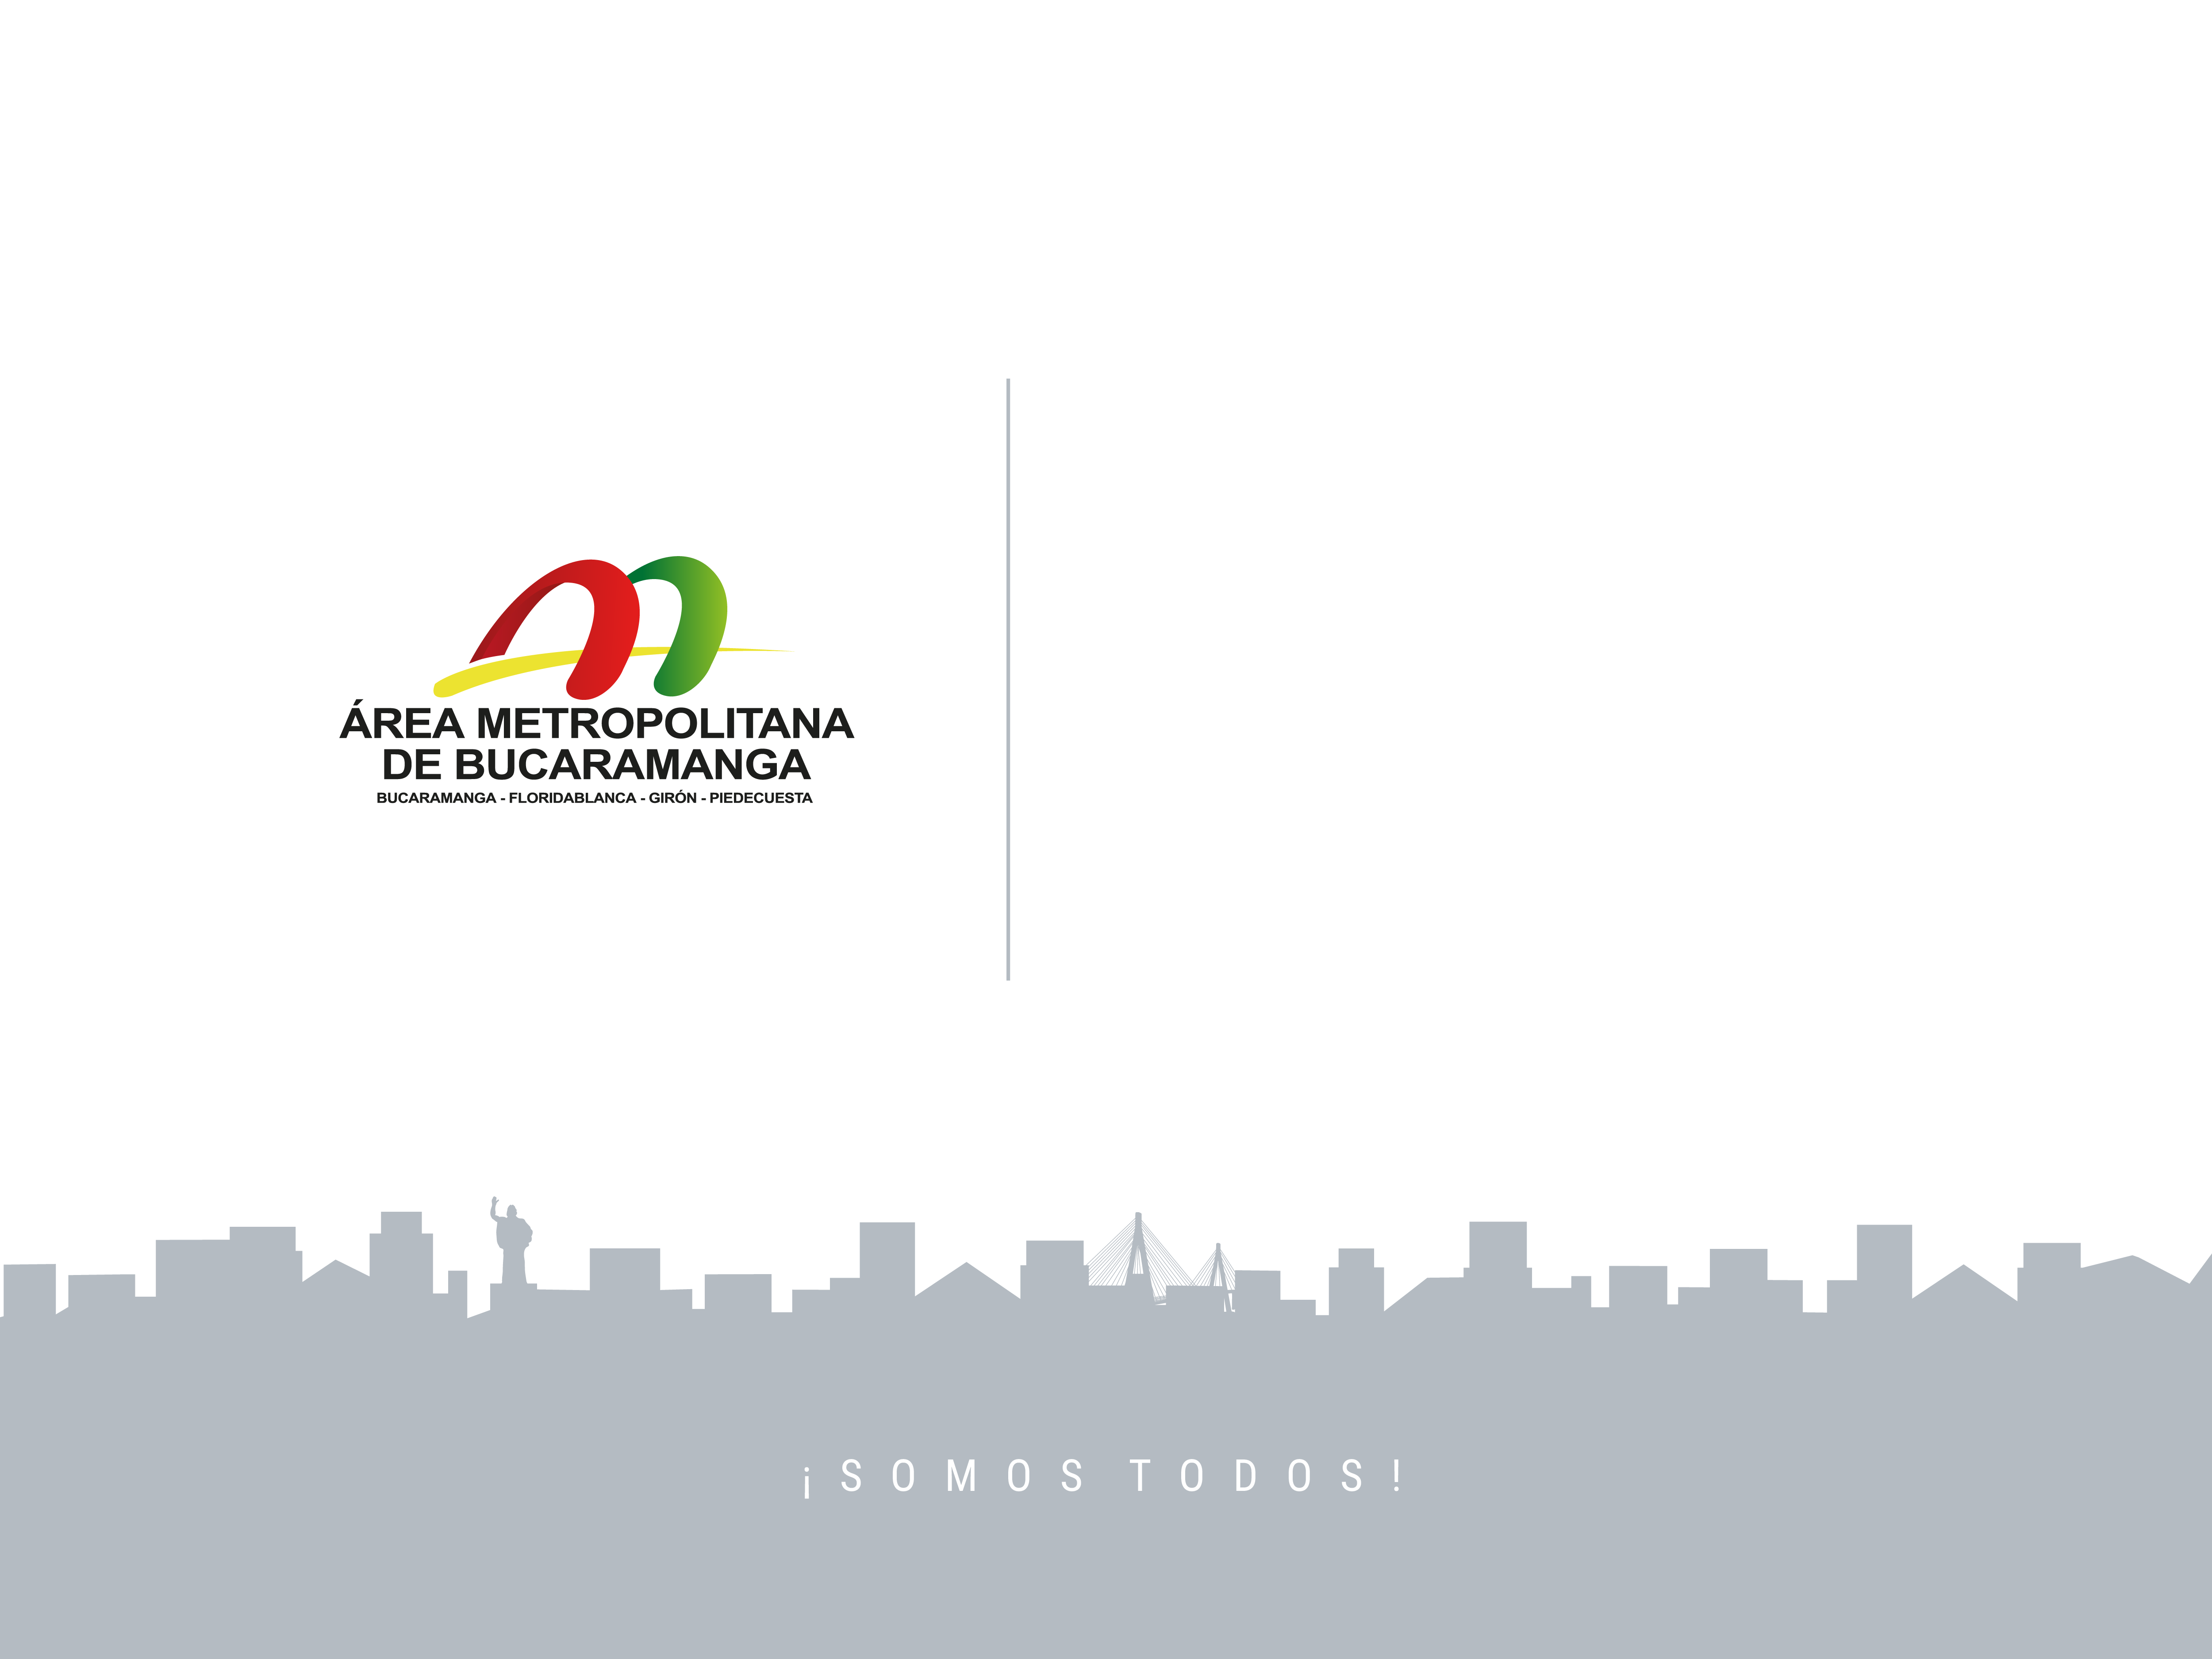 ÁREA METROPOLITANA
DE BUCARAMANGA
BUCARAMANGA - FLORIDABLANCA - GIRÓN - PIEDECUESTA
¡SOMOS TODOS!